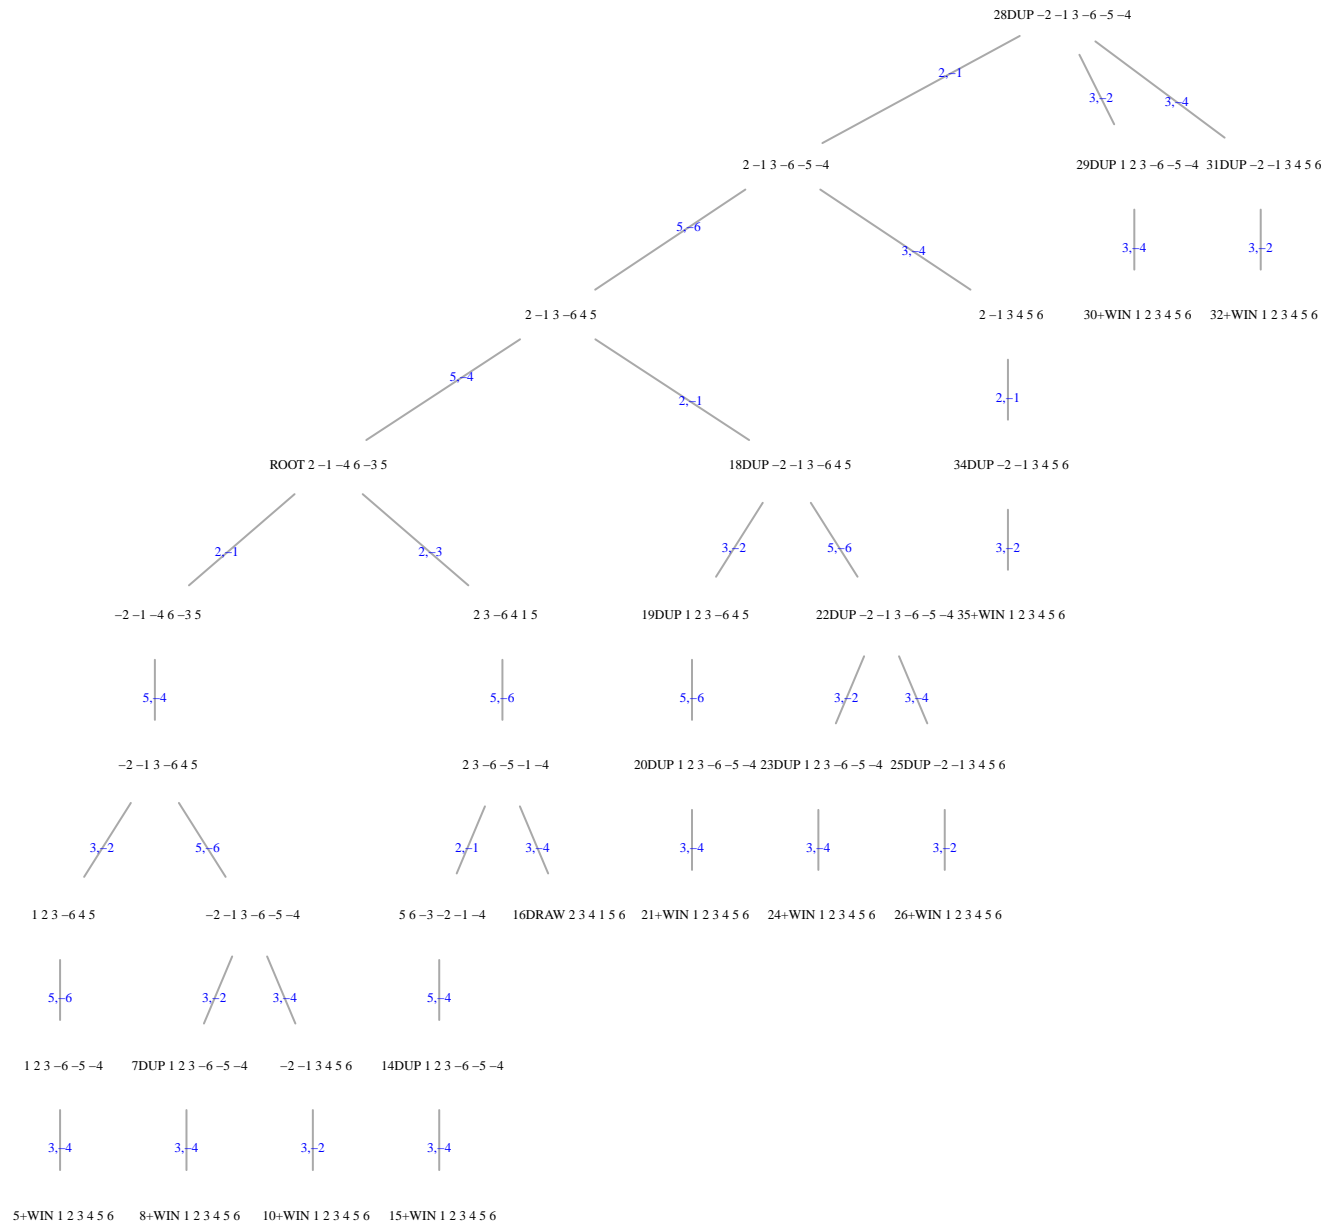 28DUP −2 −1 3 −6 −5 −4
2,−1
3,−2
3,−4
2 −1 3 −6 −5 −4
29DUP 1 2 3 −6 −5 −4
31DUP −2 −1 3 4 5 6
5,−6
3,−4
3,−4
3,−2
2 −1 3 −6 4 5
2 −1 3 4 5 6
30+WIN 1 2 3 4 5 6
32+WIN 1 2 3 4 5 6
5,−4
2,−1
2,−1
ROOT 2 −1 −4 6 −3 5
18DUP −2 −1 3 −6 4 5
34DUP −2 −1 3 4 5 6
2,−1
2,−3
3,−2
5,−6
3,−2
−2 −1 −4 6 −3 5
2 3 −6 4 1 5
19DUP 1 2 3 −6 4 5
22DUP −2 −1 3 −6 −5 −4
35+WIN 1 2 3 4 5 6
5,−4
5,−6
5,−6
3,−2
3,−4
−2 −1 3 −6 4 5
2 3 −6 −5 −1 −4
20DUP 1 2 3 −6 −5 −4
23DUP 1 2 3 −6 −5 −4
25DUP −2 −1 3 4 5 6
3,−2
5,−6
2,−1
3,−4
3,−4
3,−4
3,−2
1 2 3 −6 4 5
−2 −1 3 −6 −5 −4
5 6 −3 −2 −1 −4
16DRAW 2 3 4 1 5 6
21+WIN 1 2 3 4 5 6
24+WIN 1 2 3 4 5 6
26+WIN 1 2 3 4 5 6
5,−6
3,−2
3,−4
5,−4
1 2 3 −6 −5 −4
7DUP 1 2 3 −6 −5 −4
−2 −1 3 4 5 6
14DUP 1 2 3 −6 −5 −4
3,−4
3,−4
3,−2
3,−4
5+WIN 1 2 3 4 5 6
8+WIN 1 2 3 4 5 6
10+WIN 1 2 3 4 5 6
15+WIN 1 2 3 4 5 6